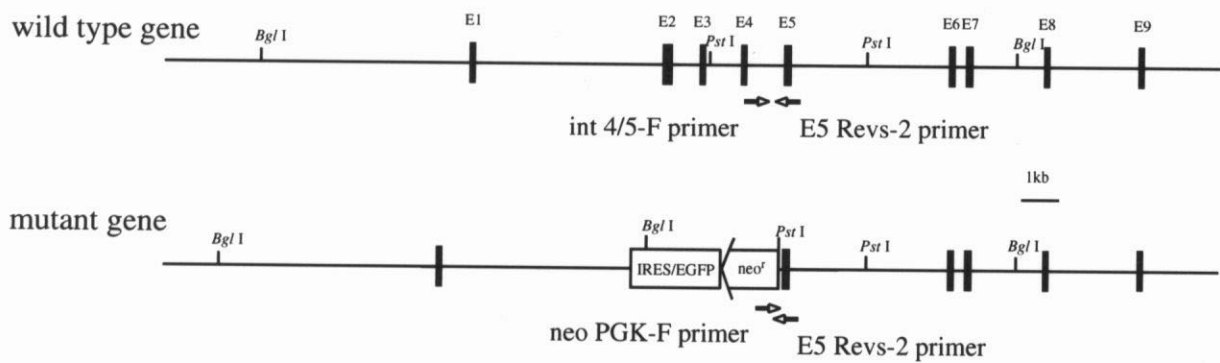 wild type gene
Bgl I
E1
E2
E3
Pst I
E4
E5
Pst I
E6
E7
Bgl I
E8
E9
int 4/5-F primer
E5 Revs-2 primer
1kb
mutant gene
Bgl I
Bgl I
IRES/EGFP
neoʳ
Pst I
Pst I
Bgl I
neo PGK-F primer
E5 Revs-2 primer